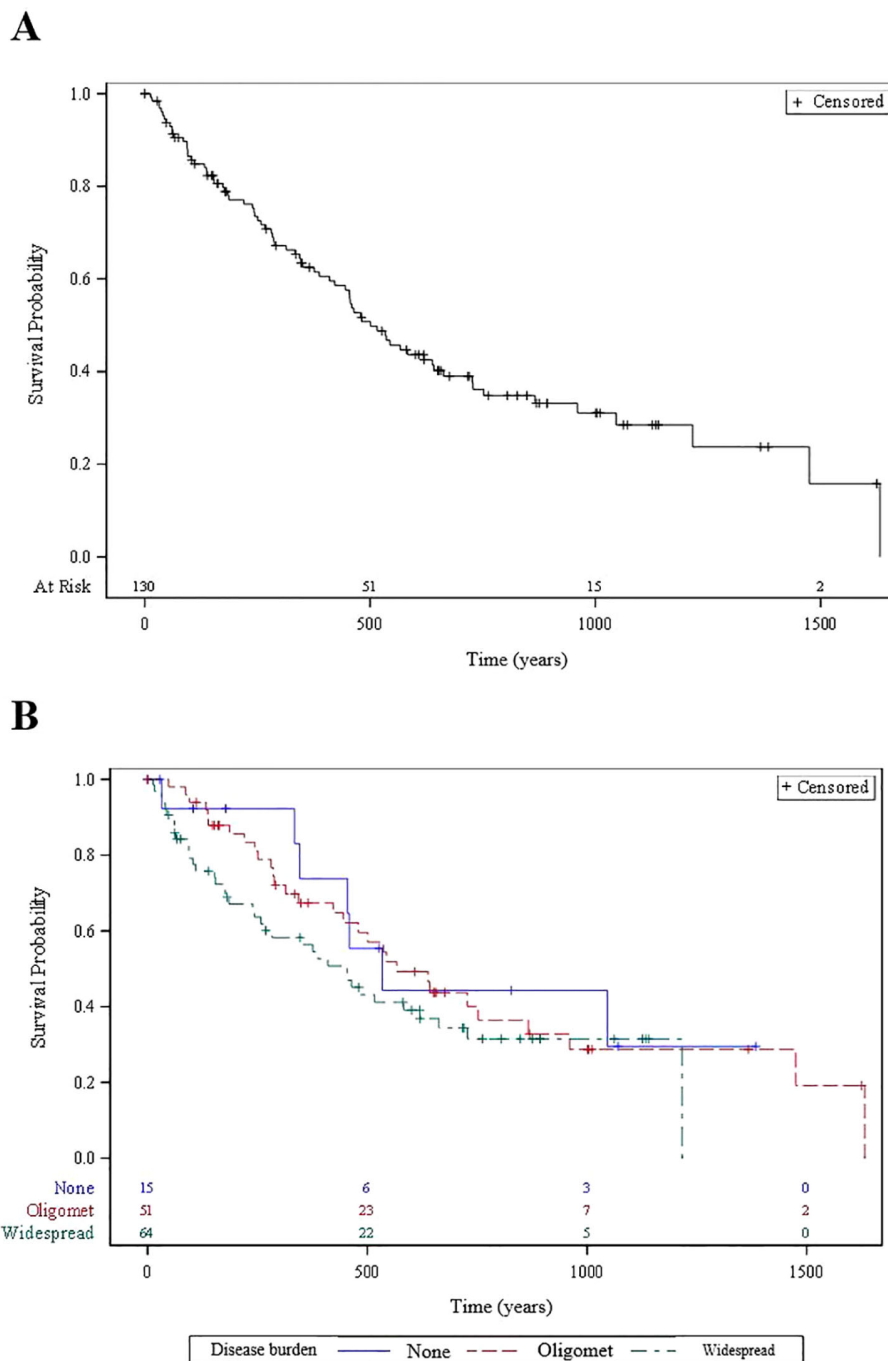 A
+ Censored
1.0
0.8
0.6
0.4
0.2
0.0
Survival Probability
At Risk 130 51 15 2
0 500 1000 1500
Time (years)
B
+ Censored
1.0
0.8
0.6
0.4
0.2
0.0
Survival Probability
None 15 6 3 0
Oligomet 51 23 7 2
Widespread 64 22 5 0
0 500 1000 1500
Time (years)
Disease burden None Oligomet Widespread